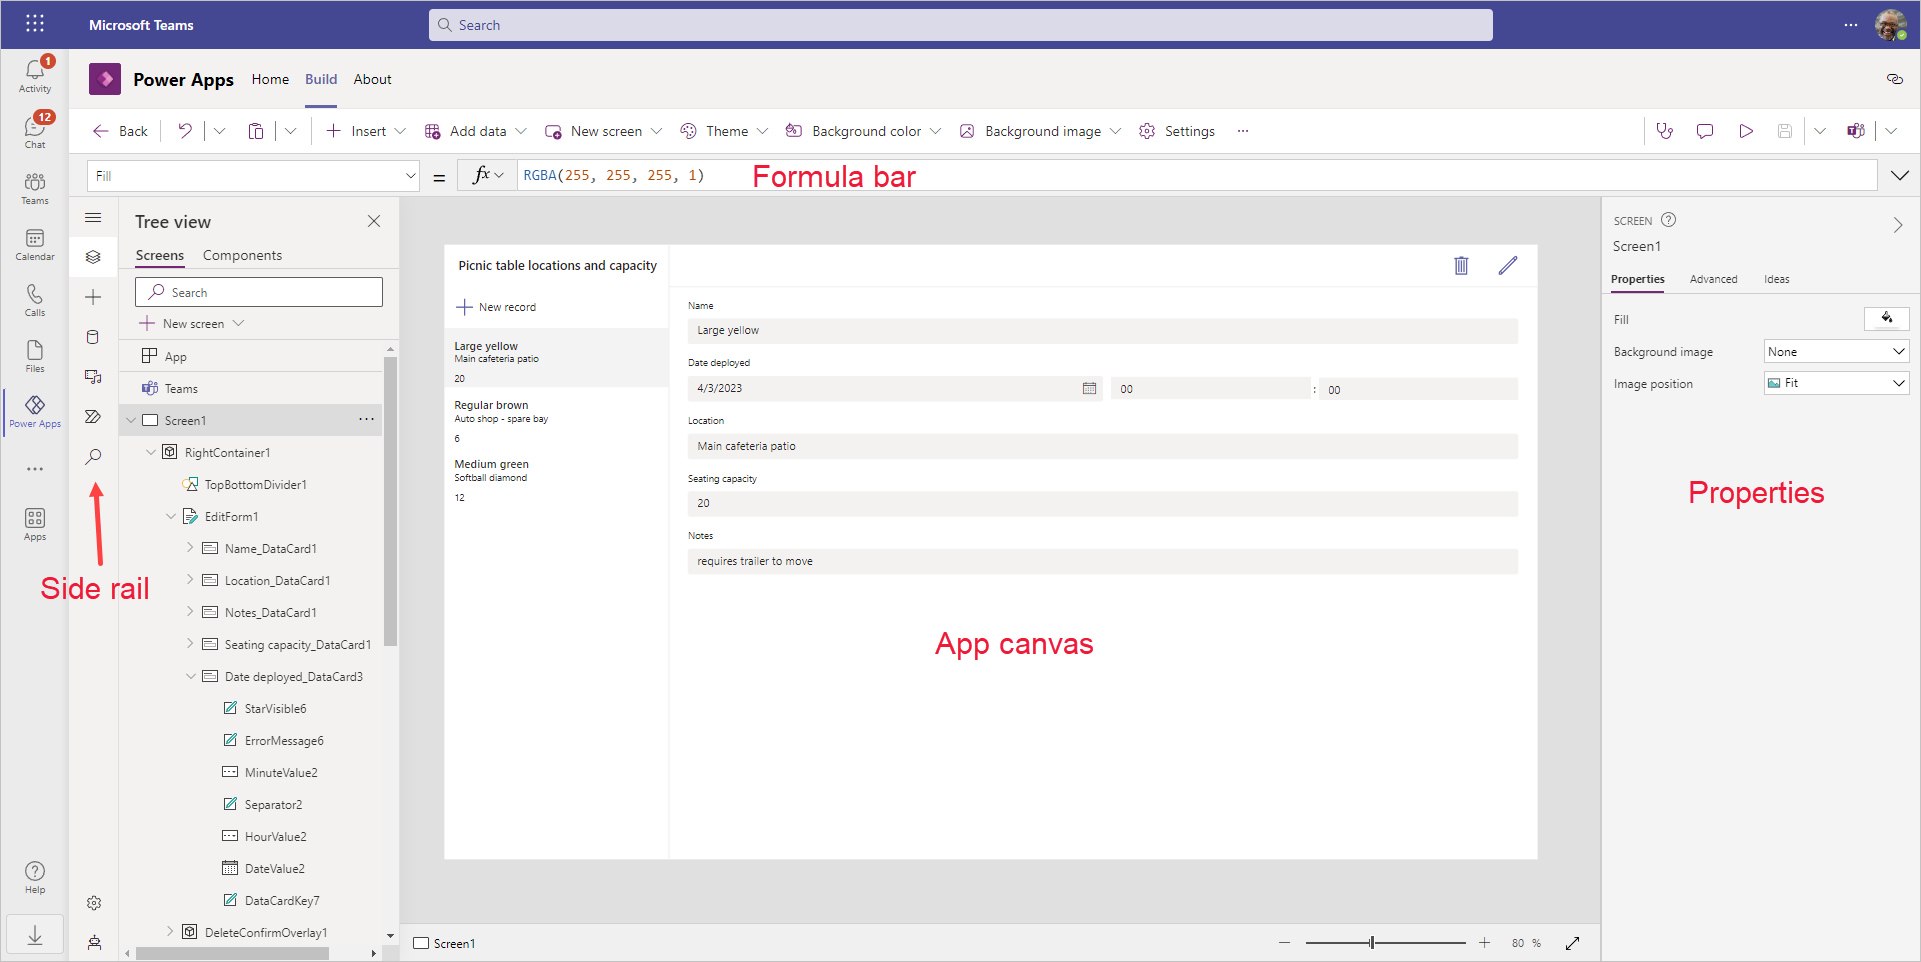 Microsoft Teams
Search
1
Activity
12
Chat
Teams
Calendar
Calls
Files
Power Apps
Apps
Help
Power Apps Home Build About
Back Insert Add data New screen Theme Background color Background image Settings
Fill = fx RGBA(255, 255, 255, 1) Formula bar
Tree view
Screens Components
Search
New screen
App
Teams
Screen1
RightContainer1
TopBottomDivider1
EditForm1
Name_DataCard1
Location_DataCard1
Notes_DataCard1
Seating capacity_DataCard1
Date deployed_DataCard3
StarVisible6
ErrorMessage6
MinuteValue2
Separator2
HourValue2
DateValue2
DataCardKey7
DeleteConfirmOverlay1
Side rail
Picnic table locations and capacity
New record
Large yellow
Main cafeteria patio
20
Regular brown
Auto shop - spare bay
6
Medium green
Softball diamond
12
Name
Large yellow
Date deployed
4/3/2023 00 : 00
Location
Main cafeteria patio
Seating capacity
20
Notes
requires trailer to move
App canvas
Screen1 80 %
SCREEN ?
Screen1
Properties Advanced Ideas
Fill
Background image None
Image position Fit
Properties